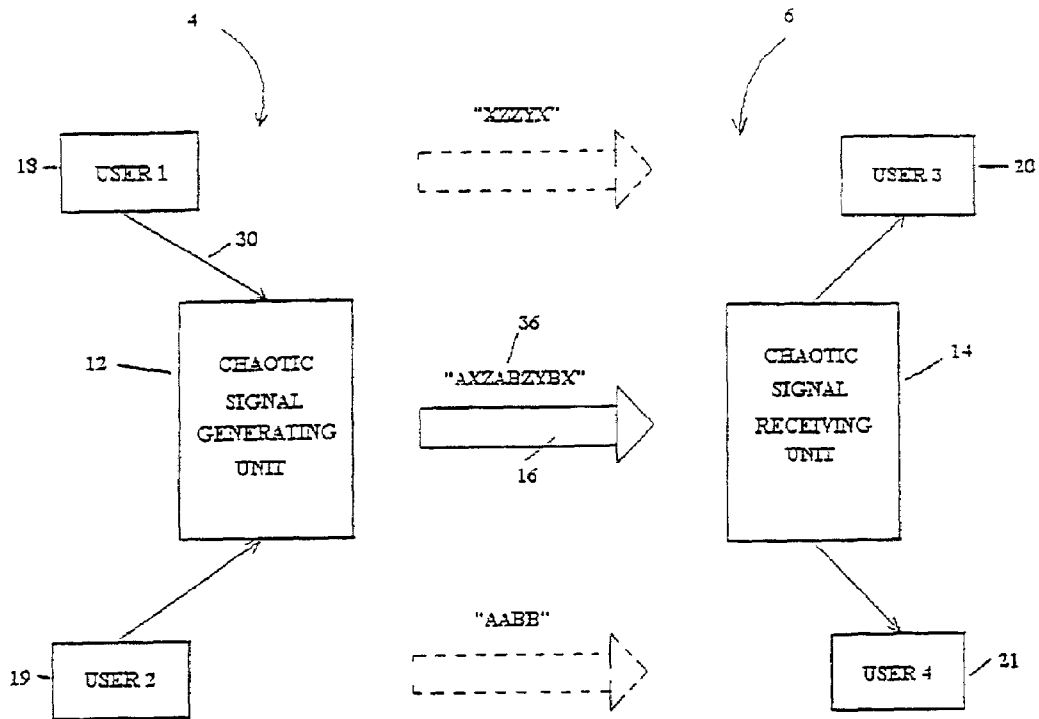 4
6
"XZZYX"
18
USER 1
USER 3
20
30
36
12
CHAOTIC
SIGNAL
GENERATING
UNIT
"AXZABZYBX"
16
CHAOTIC
SIGNAL
RECEIVING
UNIT
14
"AABB"
19
USER 2
USER 4
21